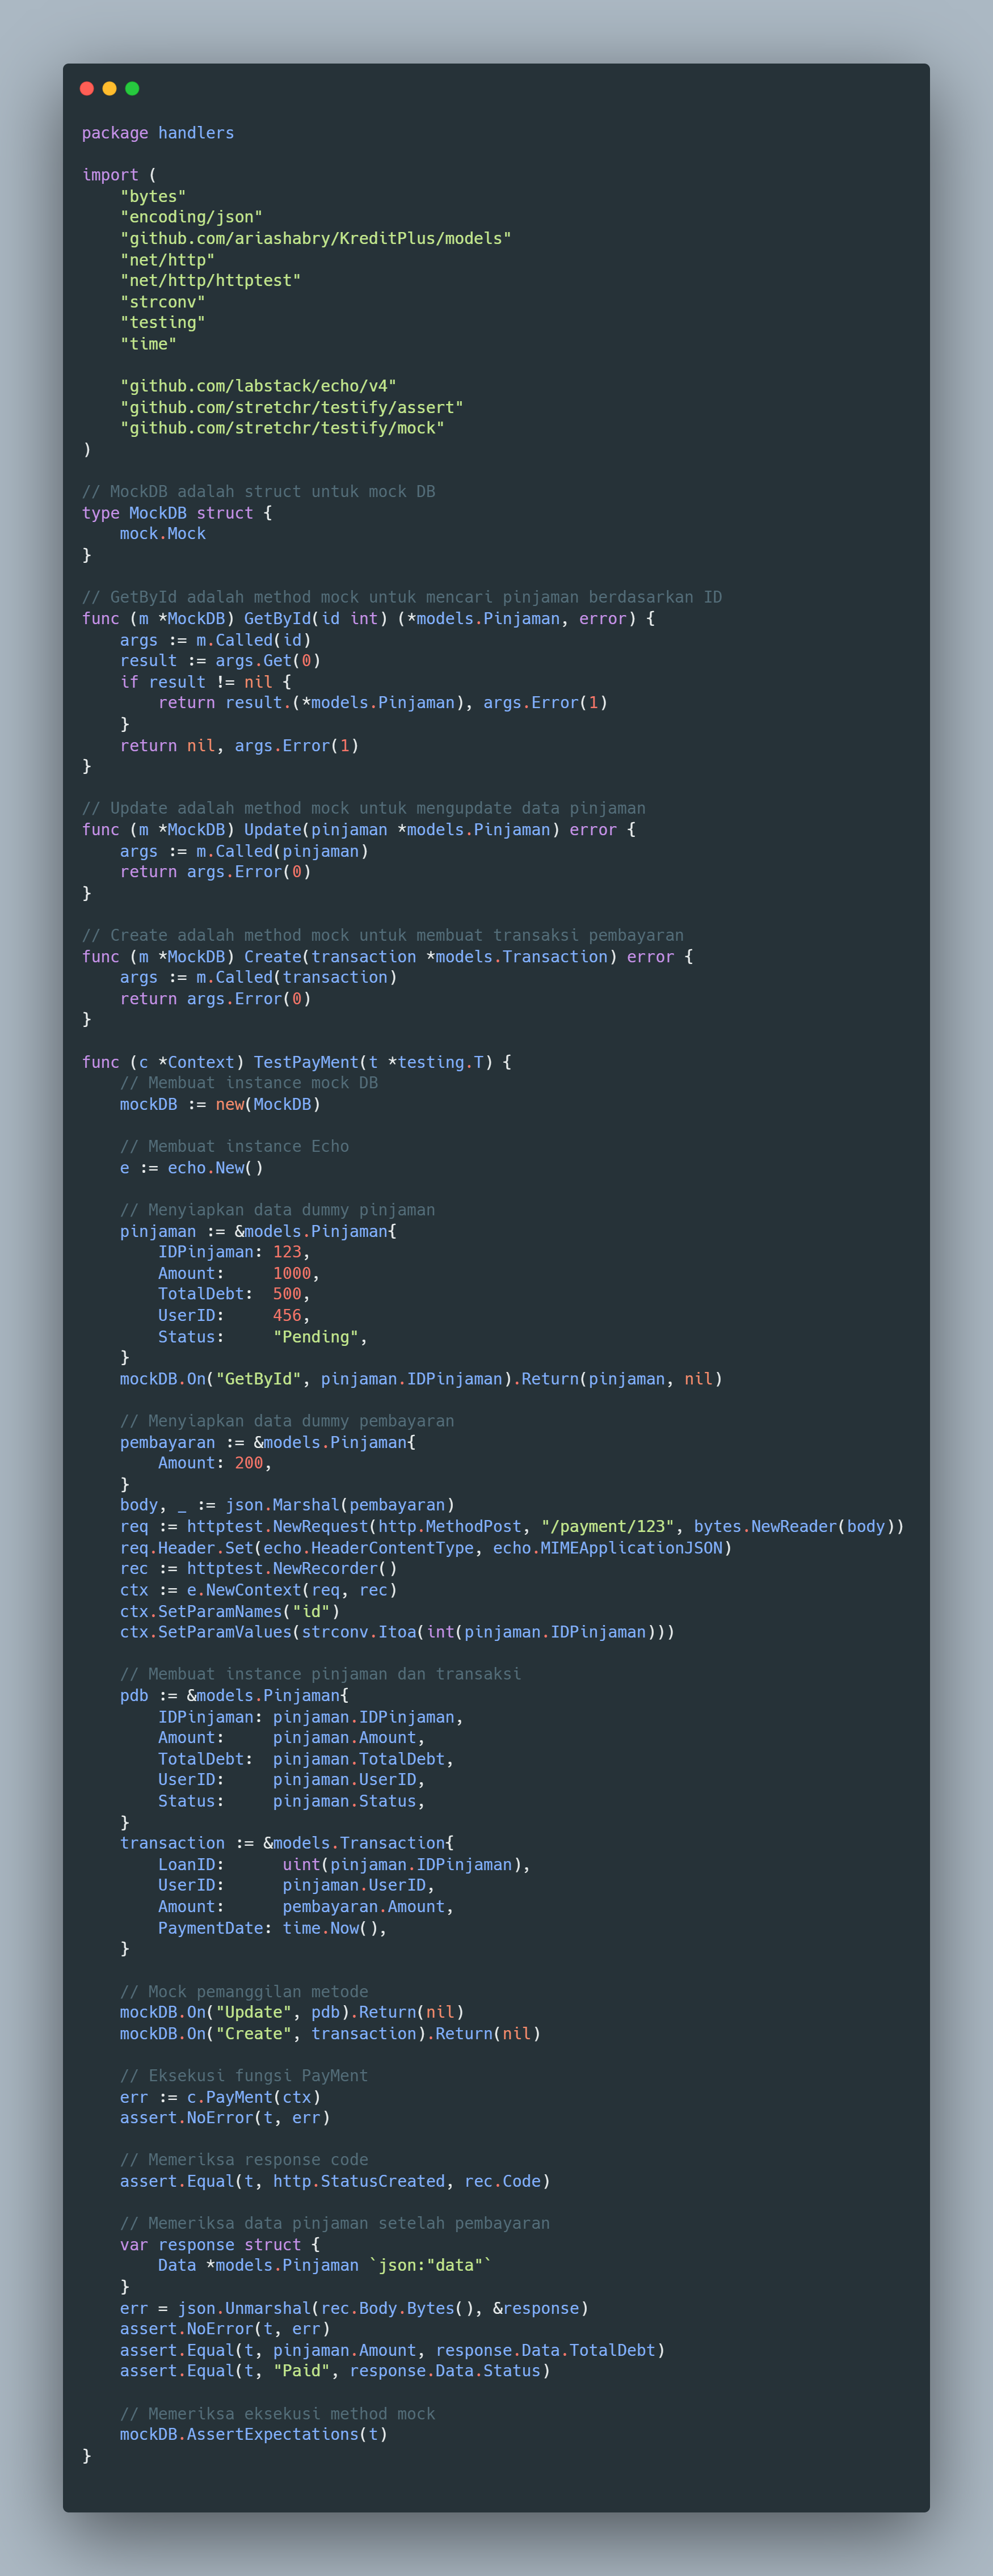 package handlers
import (
"bytes"
"encoding/json"
"github.com/ariashabry/KreditPlus/models"
"net/http"
"net/http/httptest"
"strconv"
"testing"
"time"
"github.com/labstack/echo/v4"
"github.com/stretchr/testify/assert"
"github.com/stretchr/testify/mock"
)
// MockDB adalah struct untuk mock DB
type MockDB struct {
mock.Mock
}
// GetById adalah method mock untuk mencari pinjaman berdasarkan ID
func (m *MockDB) GetById(id int) (*models.Pinjaman, error) {
args := m.Called(id)
result := args.Get(0)
if result != nil {
return result.(*models.Pinjaman), args.Error(1)
}
return nil, args.Error(1)
}
// Update adalah method mock untuk mengupdate data pinjaman
func (m *MockDB) Update(pinjaman *models.Pinjaman) error {
args := m.Called(pinjaman)
return args.Error(0)
}
// Create adalah method mock untuk membuat transaksi pembayaran
func (m *MockDB) Create(transaction *models.Transaction) error {
args := m.Called(transaction)
return args.Error(0)
}
func (c *Context) TestPayMent(t *testing.T) {
// Membuat instance mock DB
mockDB := new(MockDB)
// Membuat instance Echo
e := echo.New()
// Menyiapkan data dummy pinjaman
pinjaman := &models.Pinjaman{
IDPinjaman: 123,
Amount:     1000,
TotalDebt:  500,
UserID:     456,
Status:     "Pending",
}
mockDB.On("GetById", pinjaman.IDPinjaman).Return(pinjaman, nil)
// Menyiapkan data dummy pembayaran
pembayaran := &models.Pinjaman{
Amount: 200,
}
body, _ := json.Marshal(pembayaran)
req := httptest.NewRequest(http.MethodPost, "/payment/123", bytes.NewReader(body))
req.Header.Set(echo.HeaderContentType, echo.MIMEApplicationJSON)
rec := httptest.NewRecorder()
ctx := e.NewContext(req, rec)
ctx.SetParamNames("id")
ctx.SetParamValues(strconv.Itoa(int(pinjaman.IDPinjaman)))
// Membuat instance pinjaman dan transaksi
pdb := &models.Pinjaman{
IDPinjaman: pinjaman.IDPinjaman,
Amount:     pinjaman.Amount,
TotalDebt:  pinjaman.TotalDebt,
UserID:     pinjaman.UserID,
Status:     pinjaman.Status,
}
transaction := &models.Transaction{
LoanID:      uint(pinjaman.IDPinjaman),
UserID:      pinjaman.UserID,
Amount:      pembayaran.Amount,
PaymentDate: time.Now(),
}
// Mock pemanggilan metode
mockDB.On("Update", pdb).Return(nil)
mockDB.On("Create", transaction).Return(nil)
// Eksekusi fungsi PayMent
err := c.PayMent(ctx)
assert.NoError(t, err)
// Memeriksa response code
assert.Equal(t, http.StatusCreated, rec.Code)
// Memeriksa data pinjaman setelah pembayaran
var response struct {
Data *models.Pinjaman `json:"data"`
}
err = json.Unmarshal(rec.Body.Bytes(), &response)
assert.NoError(t, err)
assert.Equal(t, pinjaman.Amount, response.Data.TotalDebt)
assert.Equal(t, "Paid", response.Data.Status)
// Memeriksa eksekusi method mock
mockDB.AssertExpectations(t)
}